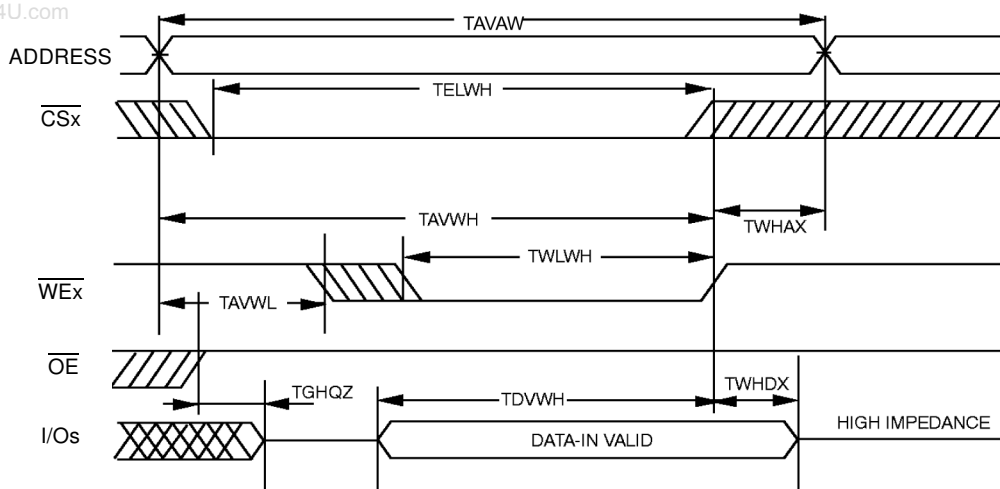 4U.com
TAVAW
ADDRESS
TELWH
CSx
TAVWH
TWHAX
TWLWH
WEx
TAVWL
OE
TGHQZ
TDVWH
TWHDX
I/Os
DATA-IN VALID
HIGH IMPEDANCE